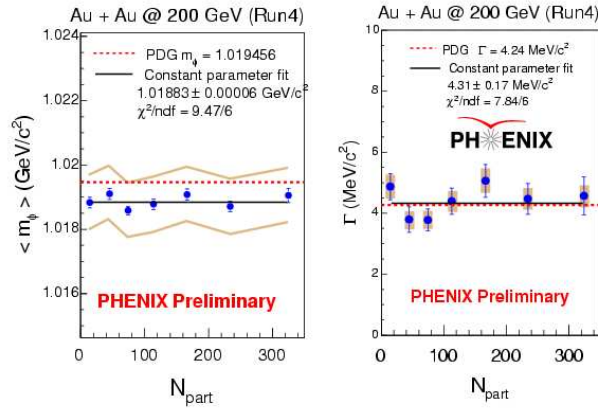 Au + Au @ 200 GeV (Run4)
1.024
1.022
1.02
1.018
1.016
< mϕ > (GeV/c²)
PDG mϕ = 1.019456
Constant parameter fit
1.01883± 0.00006 GeV/c²
χ²/ndf = 9.47/6
PHENIX Preliminary
0 100 200 300
Npart
Au + Au @ 200 GeV (Run4)
10
8
6
4
2
0
Γ (MeV/c²)
PDG Γ = 4.24 MeV/c²
Constant parameter fit
4.31± 0.17 MeV/c²
χ²/ndf = 7.84/6
PHENIX
PHENIX Preliminary
0 100 200 300
Npart